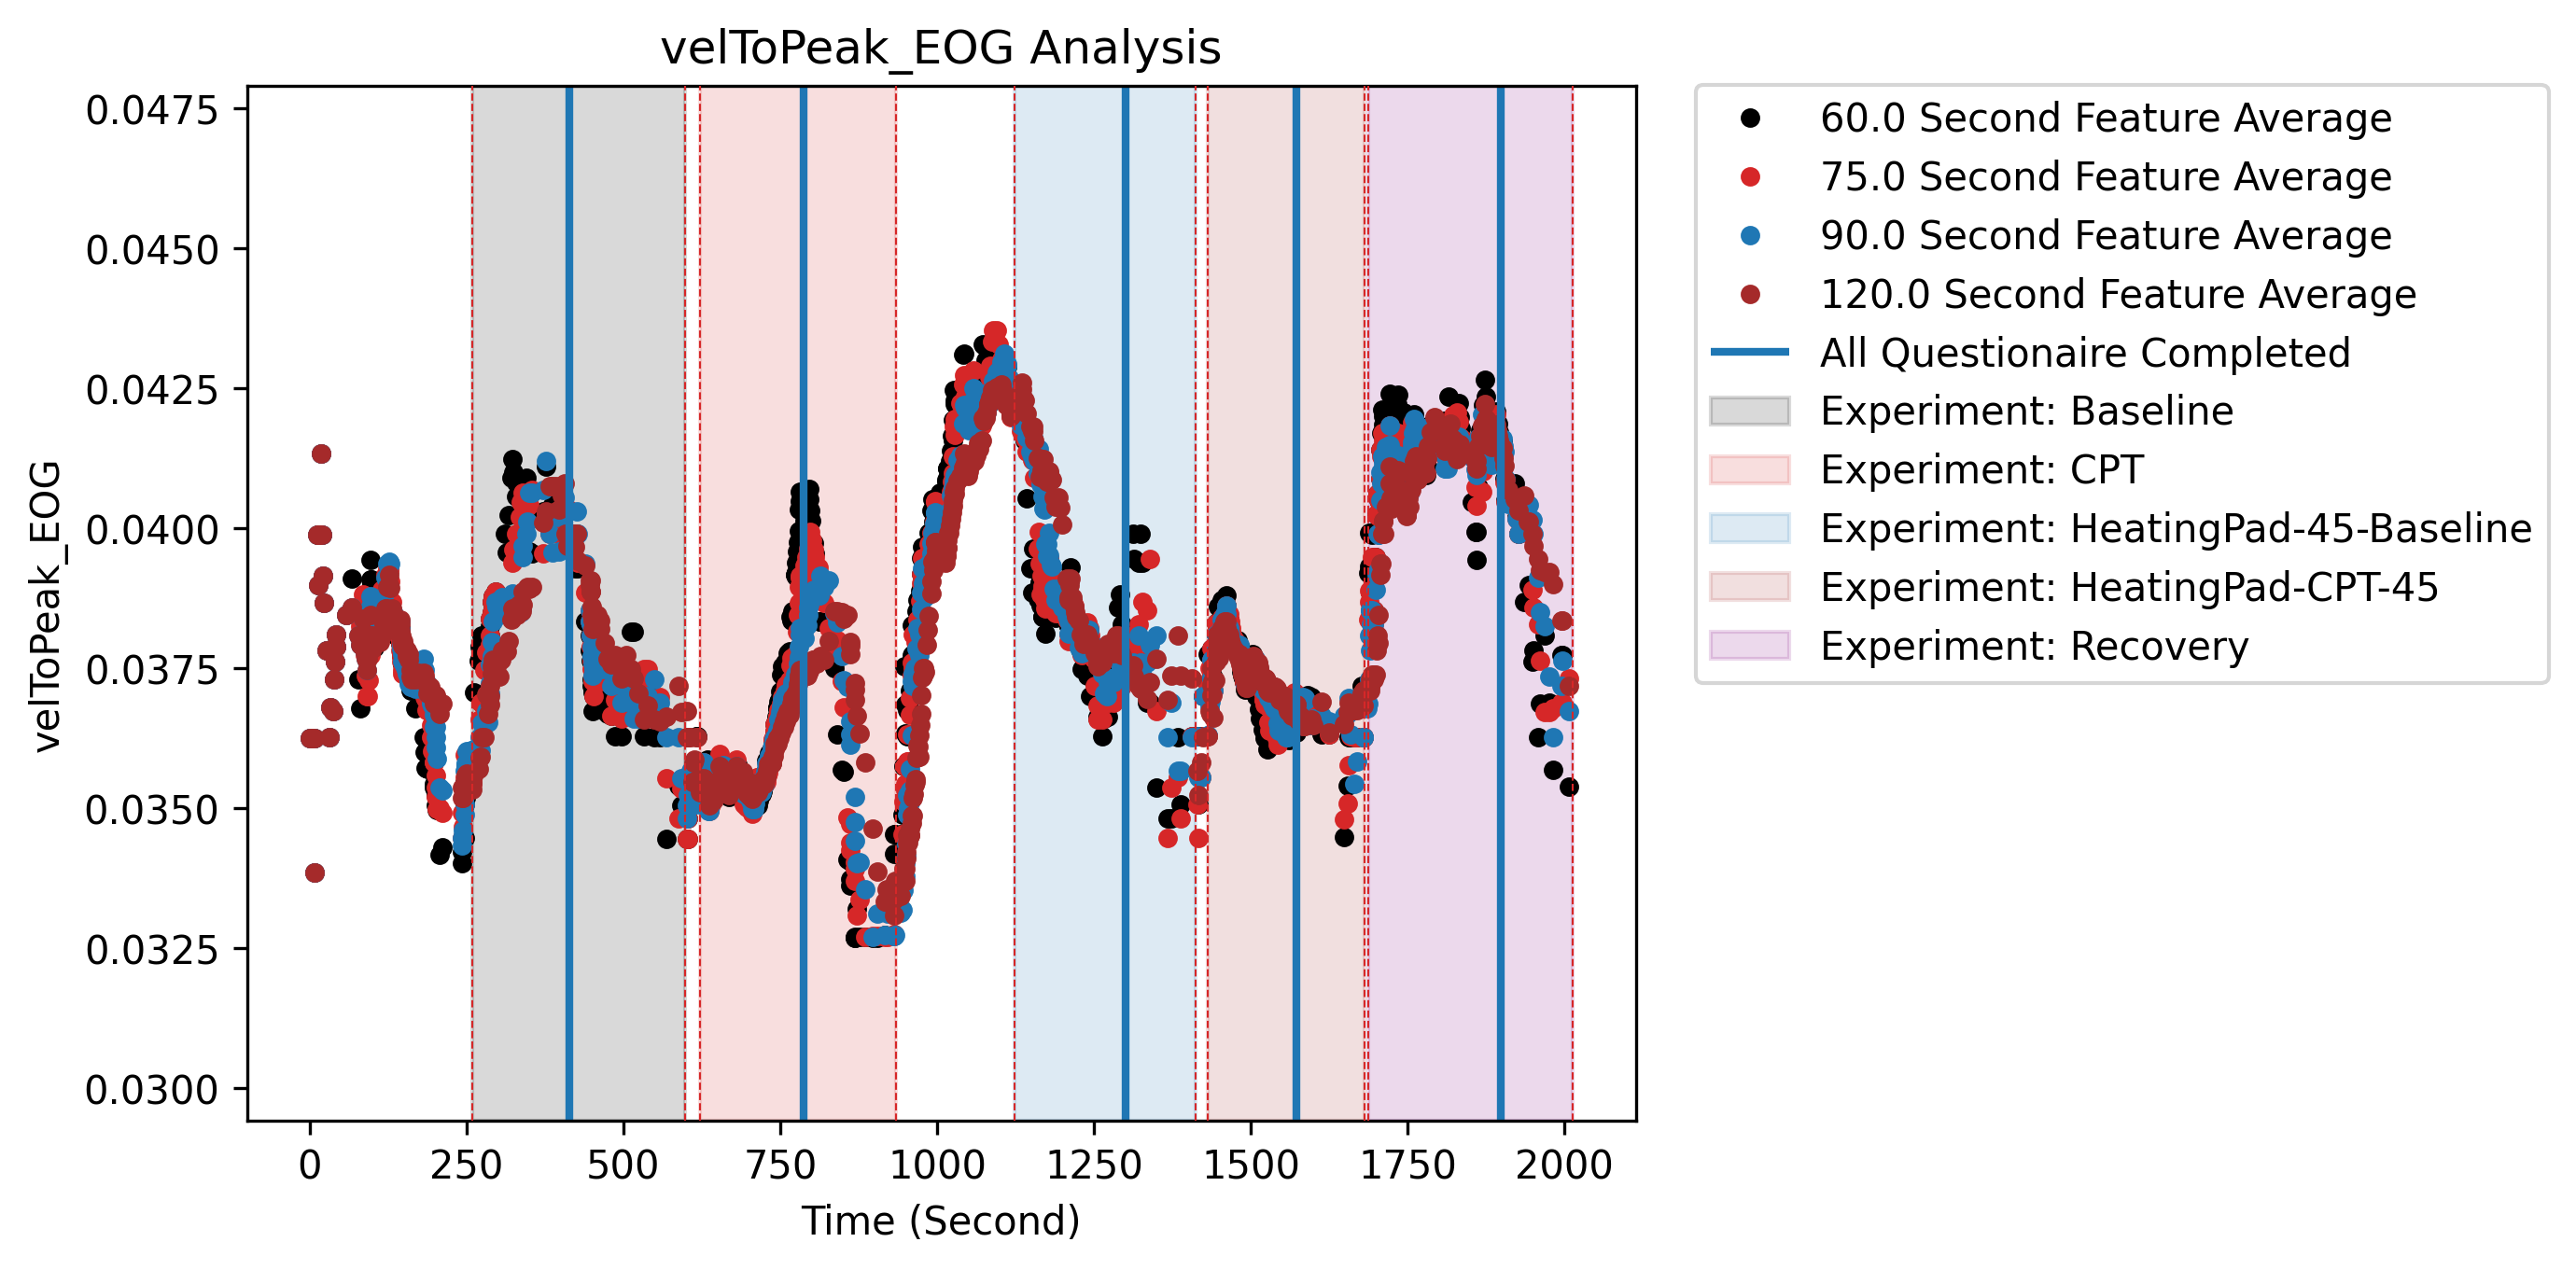 velToPeak_EOG Analysis
0.0475
0.0450
0.0425
0.0400
0.0375
0.0350
0.0325
0.0300
velToPeak_EOG
0 250 500 750 1000 1250 1500 1750 2000
Time (Second)
60.0 Second Feature Average
75.0 Second Feature Average
90.0 Second Feature Average
120.0 Second Feature Average
All Questionaire Completed
Experiment: Baseline
Experiment: CPT
Experiment: HeatingPad-45-Baseline
Experiment: HeatingPad-CPT-45
Experiment: Recovery